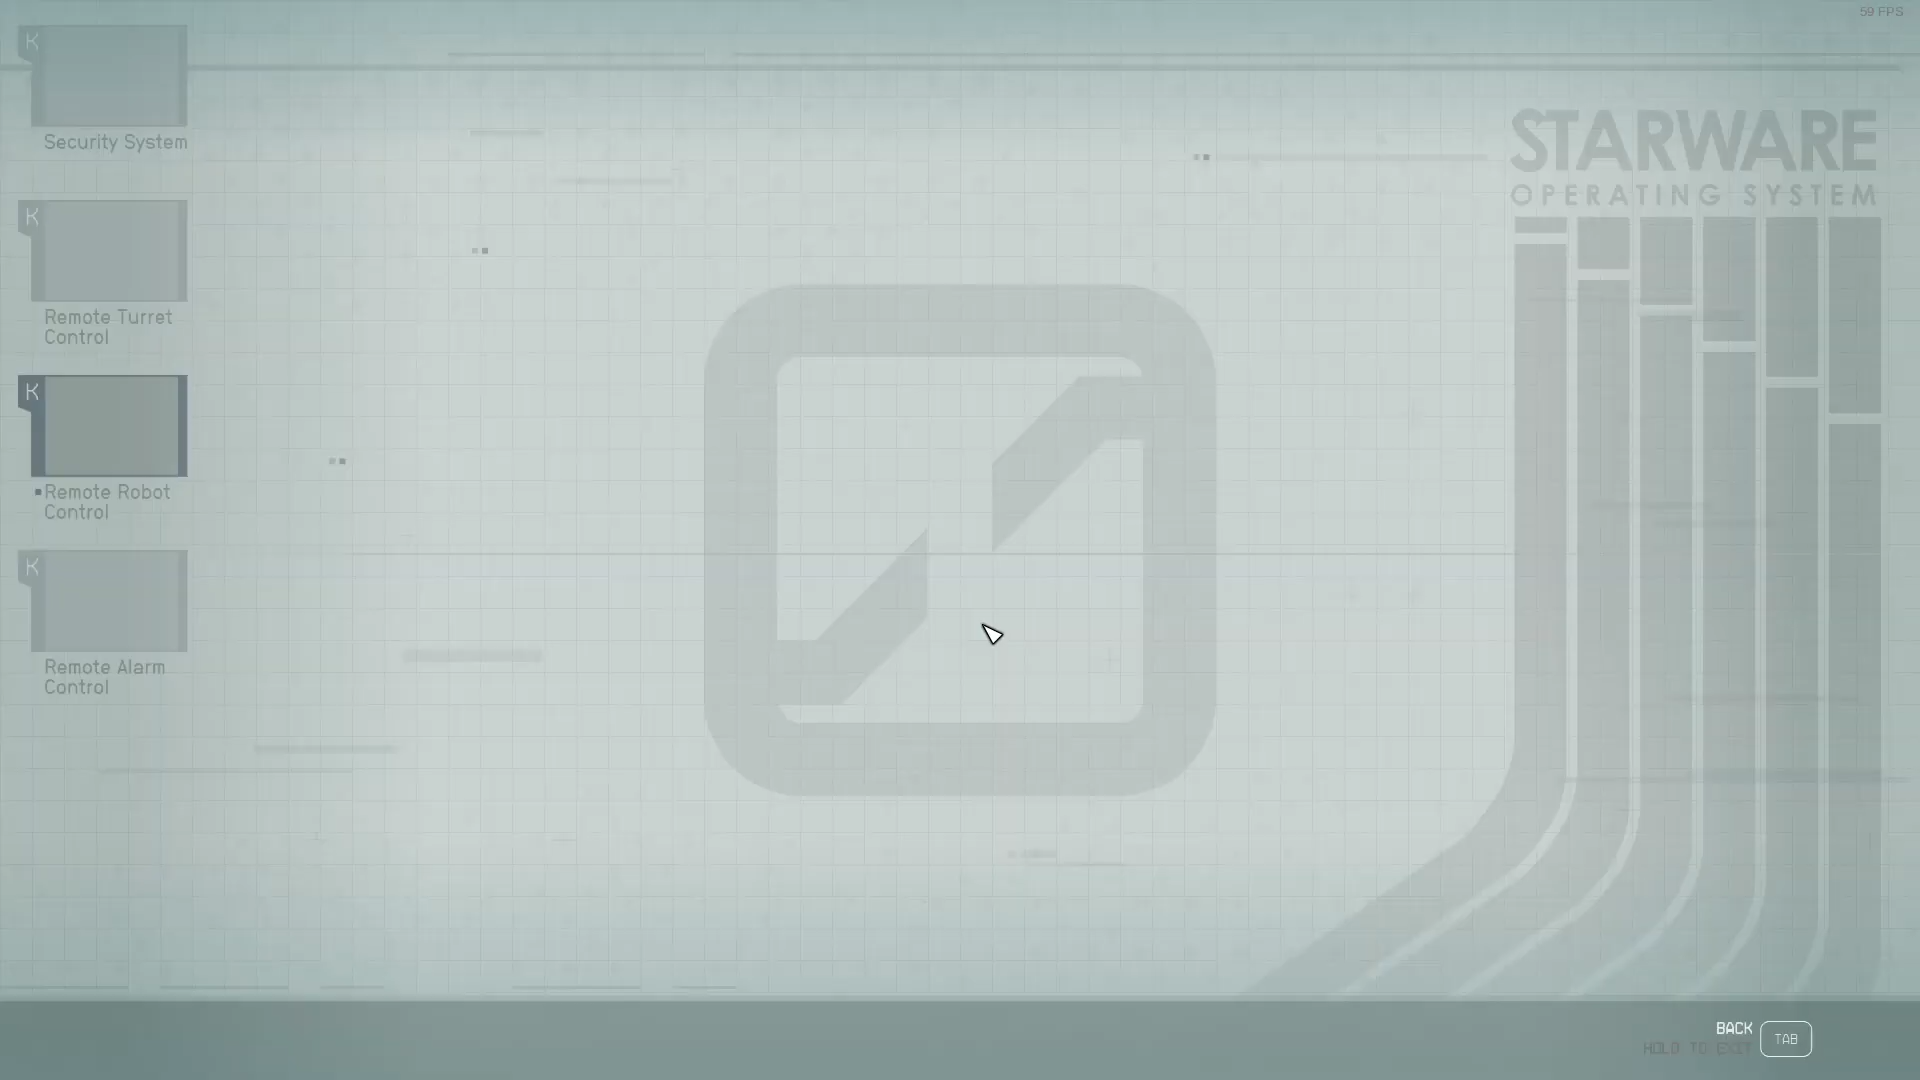 59 FPS
K
Security System
STARWARE
OPERATING SYSTEM
K
Remote Turret
Control
K
Remote Robot
Control
K
Remote Alarm
Control
BACK
HOLD TO EXIT
TAB